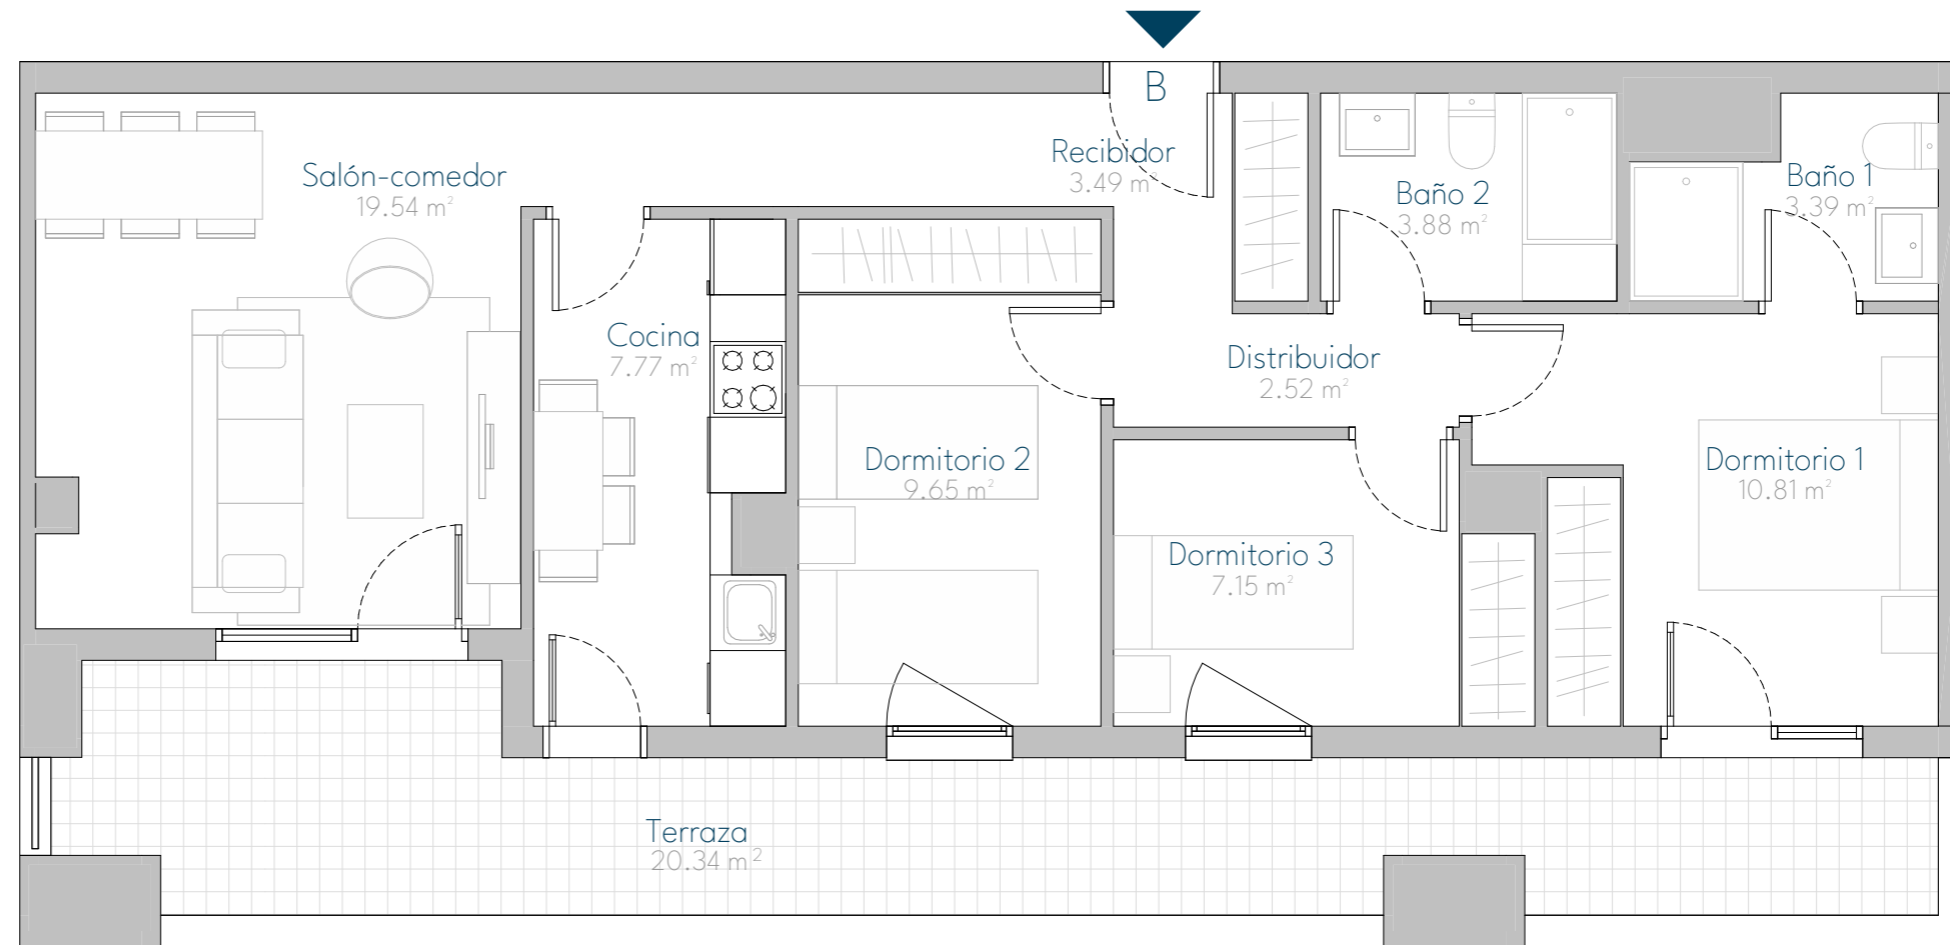 B
Recibidor
3.49 m²
Salón-comedor
19.54 m²
Baño 2
3.88 m²
Baño 1
3.39 m²
Cocina
7.77 m²
Distribuidor
2.52 m²
Dormitorio 2
9.65 m²
Dormitorio 1
10.81 m²
Dormitorio 3
7.15 m²
Terraza
20.34 m²